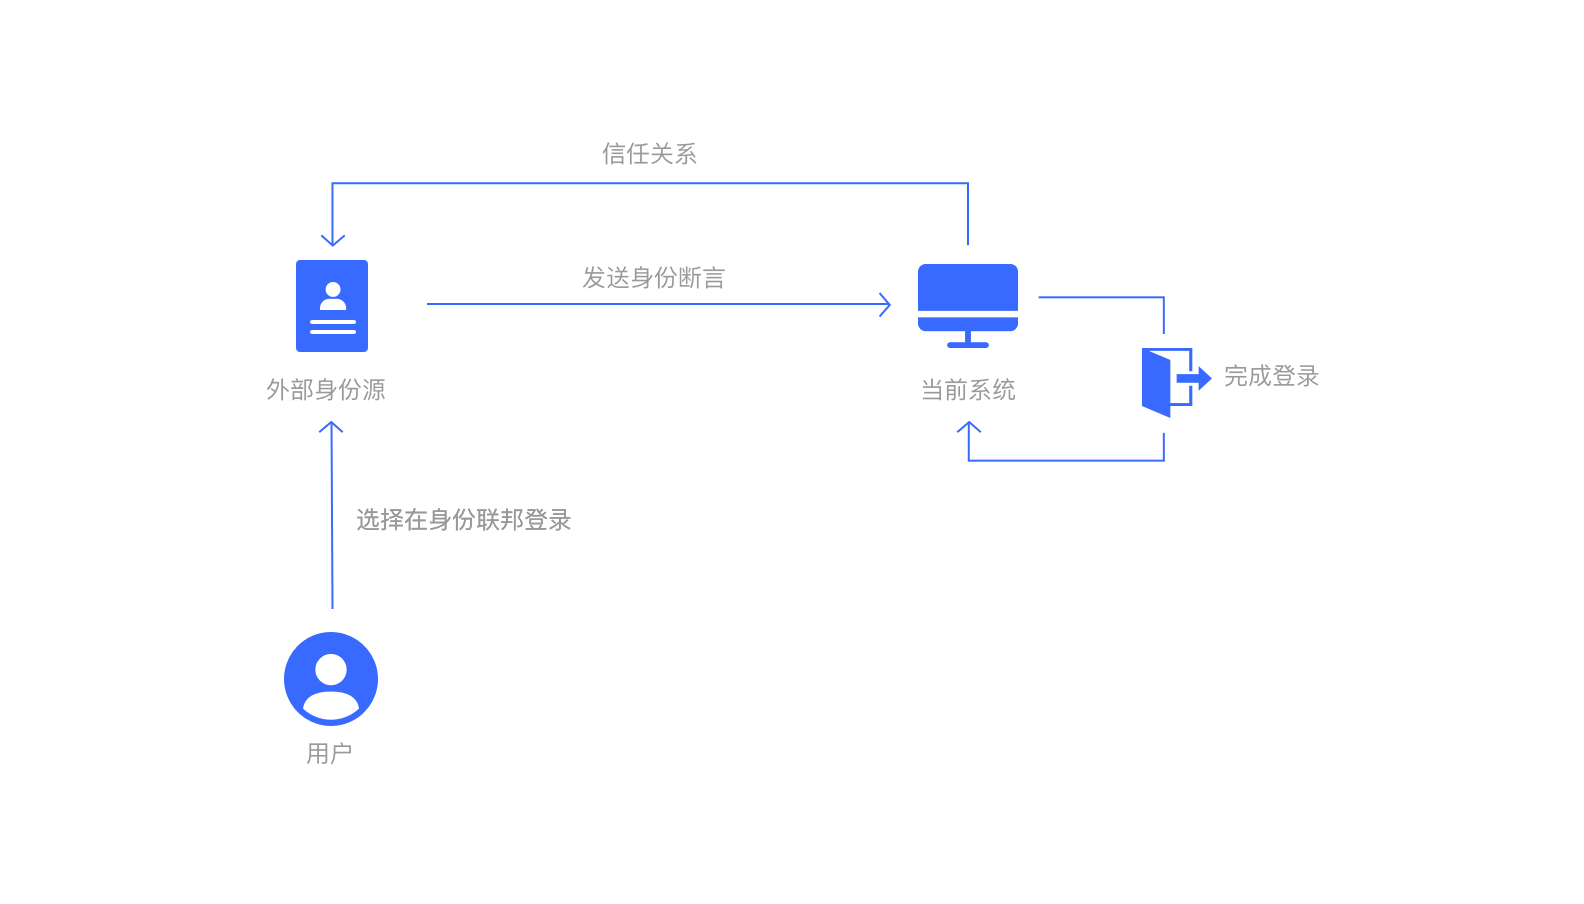 信任关系
发送身份断言
外部身份源
当前系统
完成登录
选择在身份联邦登录
用户